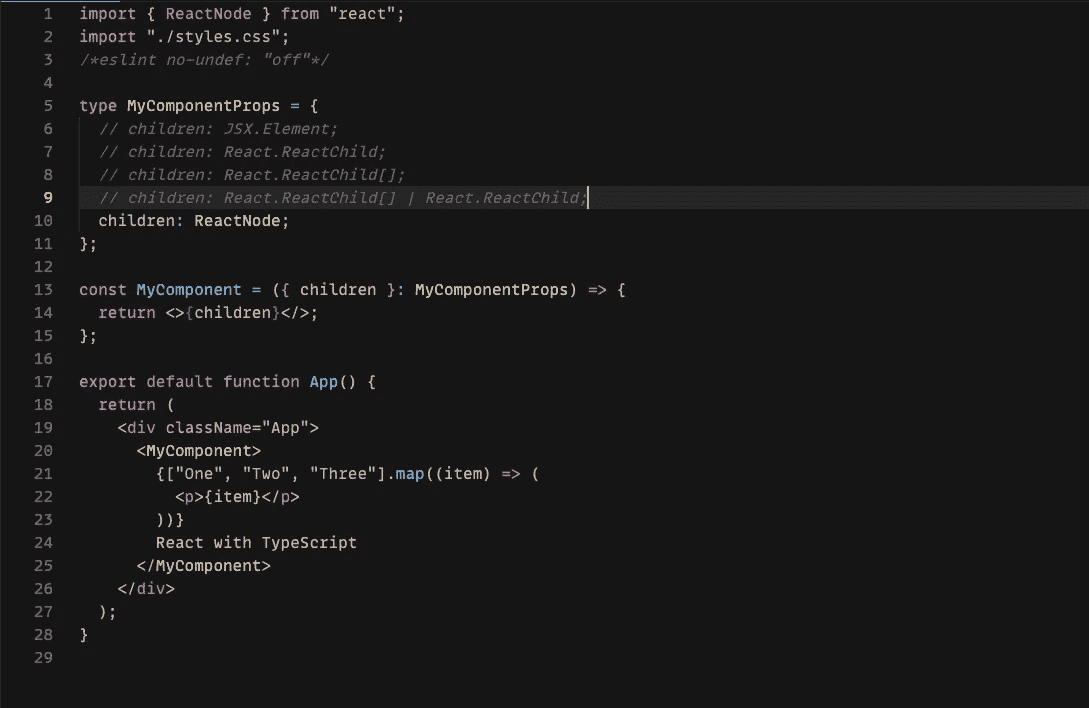 1 import { ReactNode } from "react";
2 import "./styles.css";
3 /*eslint no-undef: "off"*/
4
5 type MyComponentProps = {
6   // children: JSX.Element;
7   // children: React.ReactChild;
8   // children: React.ReactChild[];
9   // children: React.ReactChild[] | React.ReactChild;
10   children: ReactNode;
11 };
12
13 const MyComponent = ({ children }: MyComponentProps) => {
14   return <>{children}</>;
15 };
16
17 export default function App() {
18   return (
19     <div className="App">
20       <MyComponent>
21         {["One", "Two", "Three"].map((item) => (
22           <p>{item}</p>
23         ))}
24         React with TypeScript
25       </MyComponent>
26     </div>
27   );
28 }
29